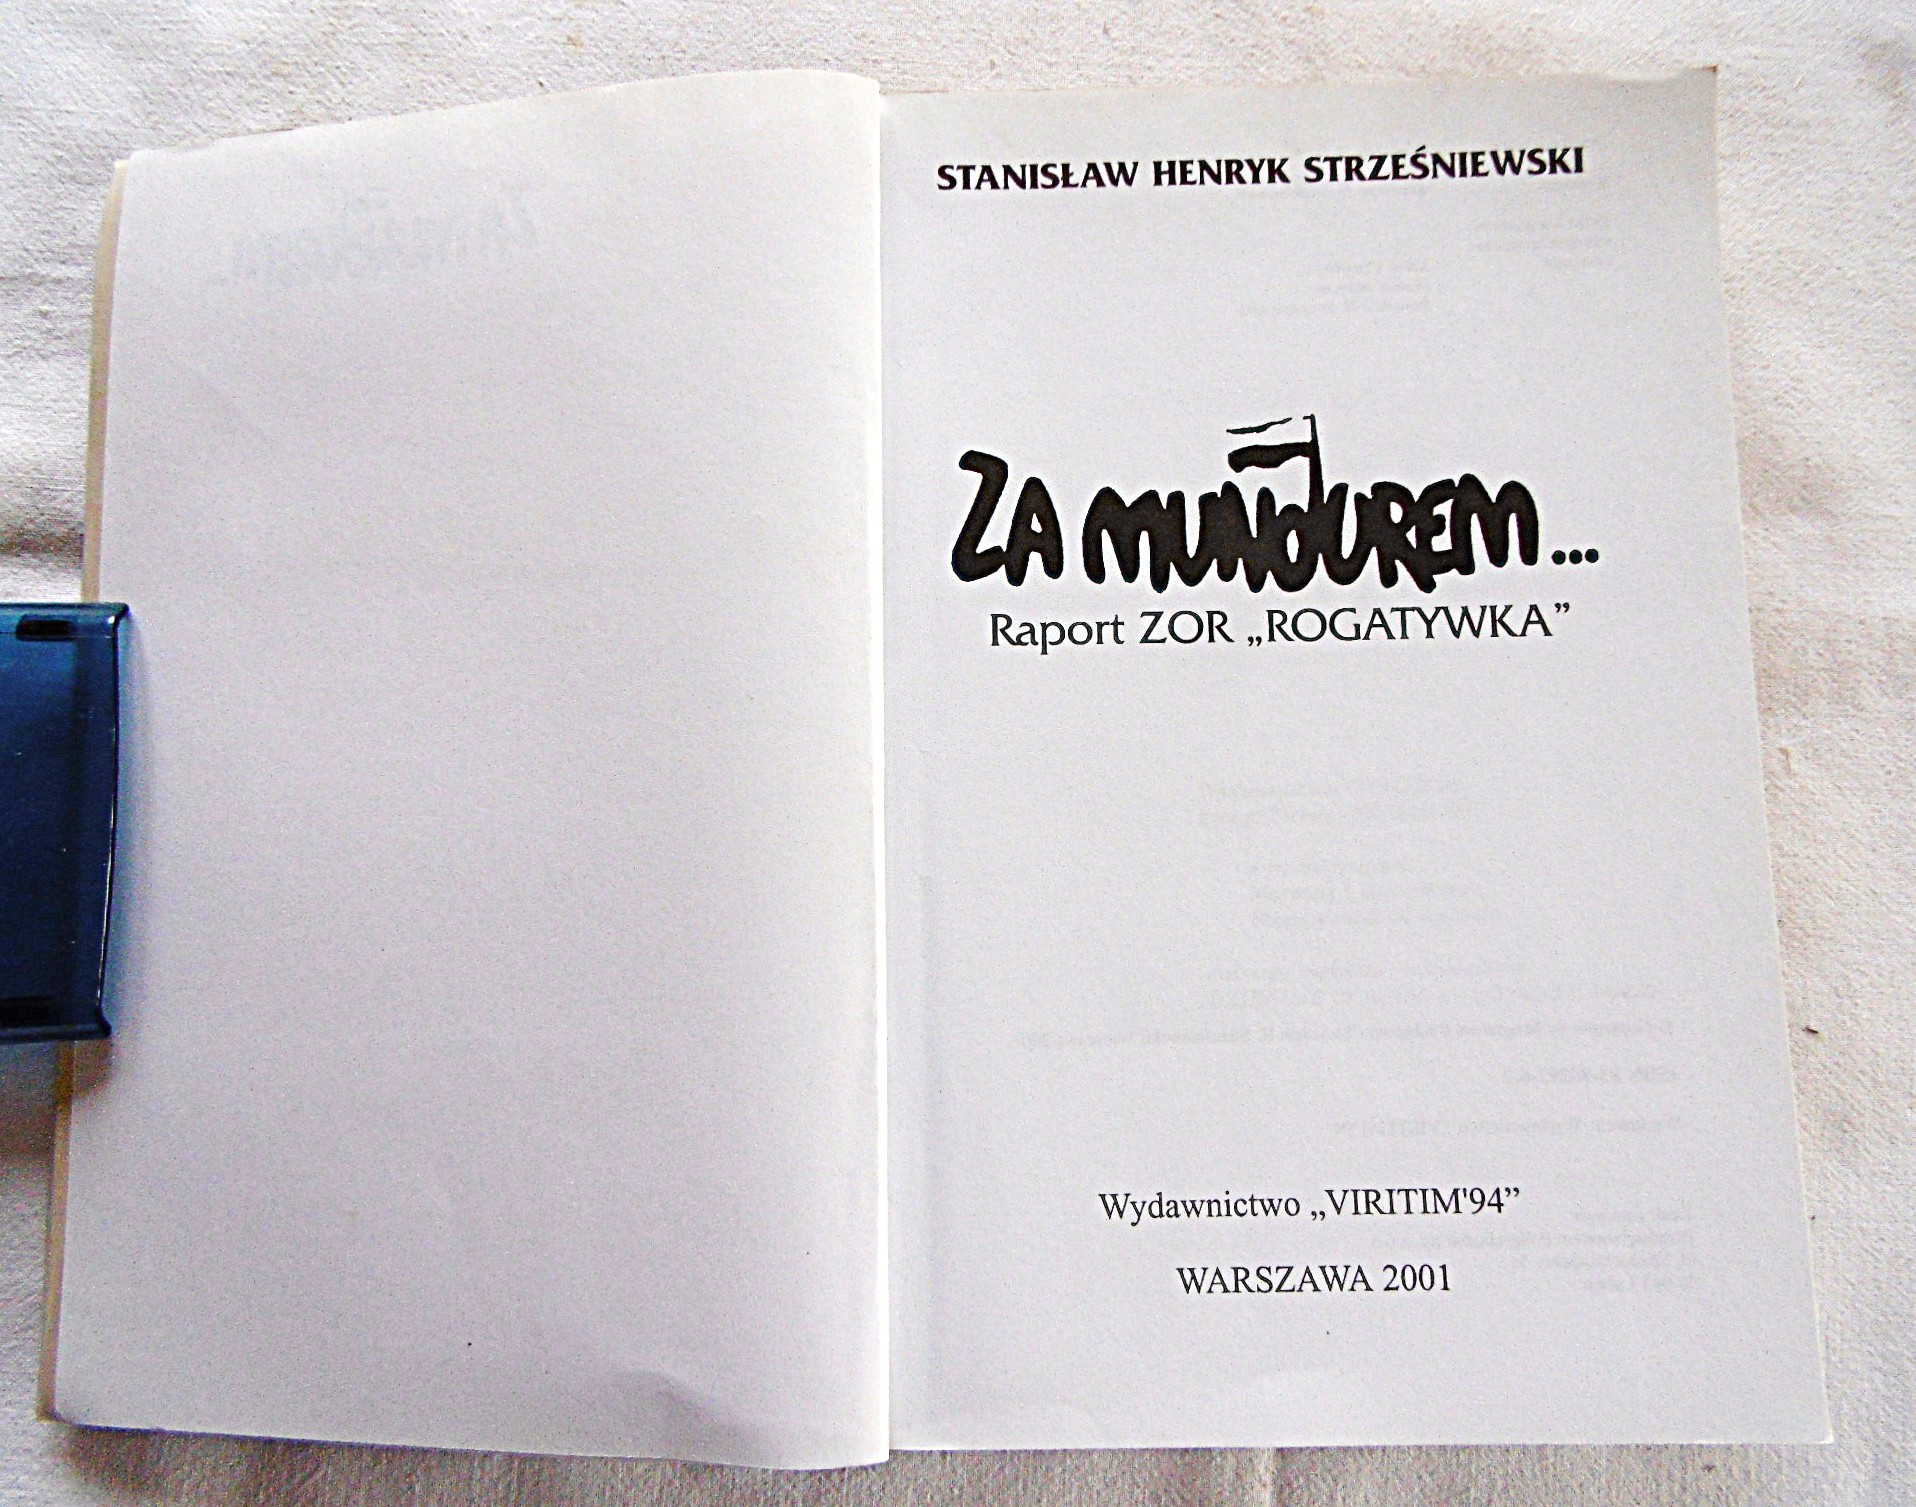 STANISŁAW HENRYK STRZEŚNIEWSKI
ZA MUNDUREM...
Raport ZOR „ROGATYWKA”
Wydawnictwo „VIRITIM'94”
WARSZAWA 2001